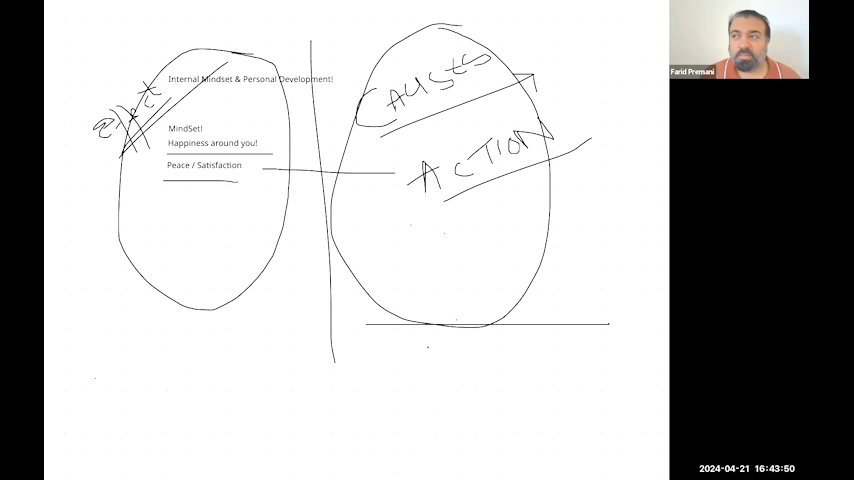 Internal Mindset & Personal Development!
effect
MindSet!
Happiness around you!
Peace / Satisfaction
CAUSES
ACTION
Farid Premani
2024-04-21 16:43:50